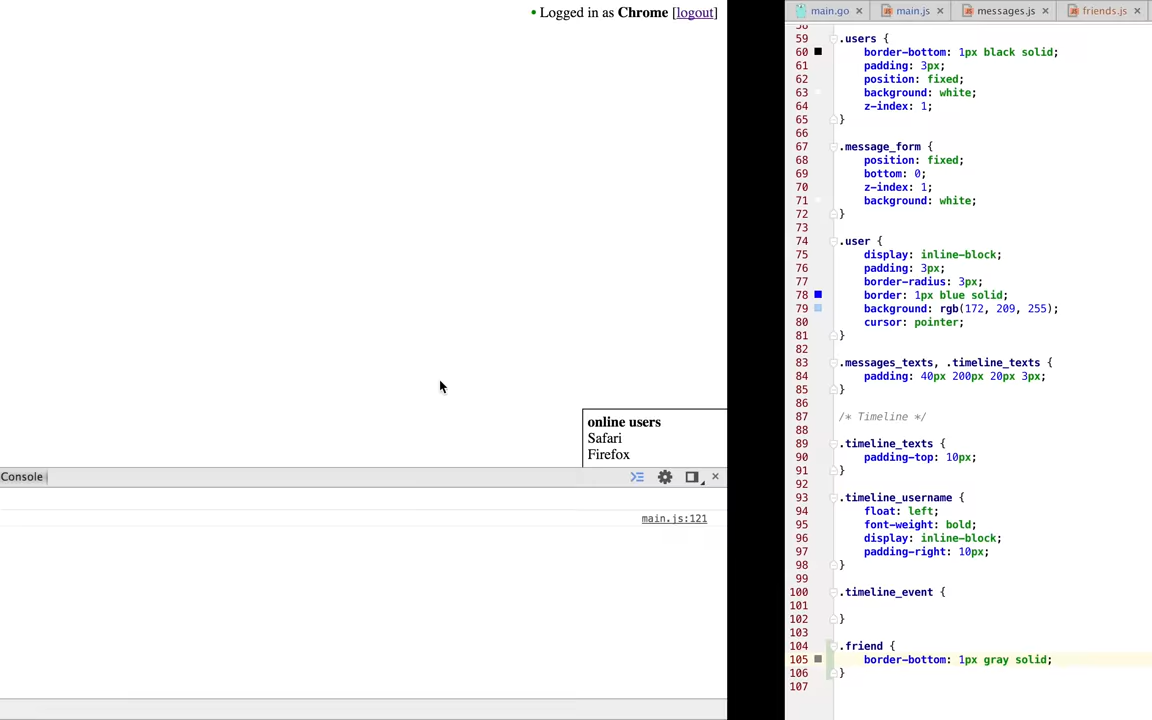 • Logged in as Chrome [logout]
online users
Safari
Firefox
Console
main.js:121
main.go × main.js × messages.js × friends.js ×
58
59 .users {
60 border-bottom: 1px black solid;
61 padding: 3px;
62 position: fixed;
63 background: white;
64 z-index: 1;
65 }
66
67 .message_form {
68 position: fixed;
69 bottom: 0;
70 z-index: 1;
71 background: white;
72 }
73
74 .user {
75 display: inline-block;
76 padding: 3px;
77 border-radius: 3px;
78 border: 1px blue solid;
79 background: rgb(172, 209, 255);
80 cursor: pointer;
81 }
82
83 .messages_texts, .timeline_texts {
84 padding: 40px 200px 20px 3px;
85 }
86
87 /* Timeline */
88
89 .timeline_texts {
90 padding-top: 10px;
91 }
92
93 .timeline_username {
94 float: left;
95 font-weight: bold;
96 display: inline-block;
97 padding-right: 10px;
98 }
99
100 .timeline_event {
101
102 }
103
104 .friend {
105 border-bottom: 1px gray solid;
106 }
107